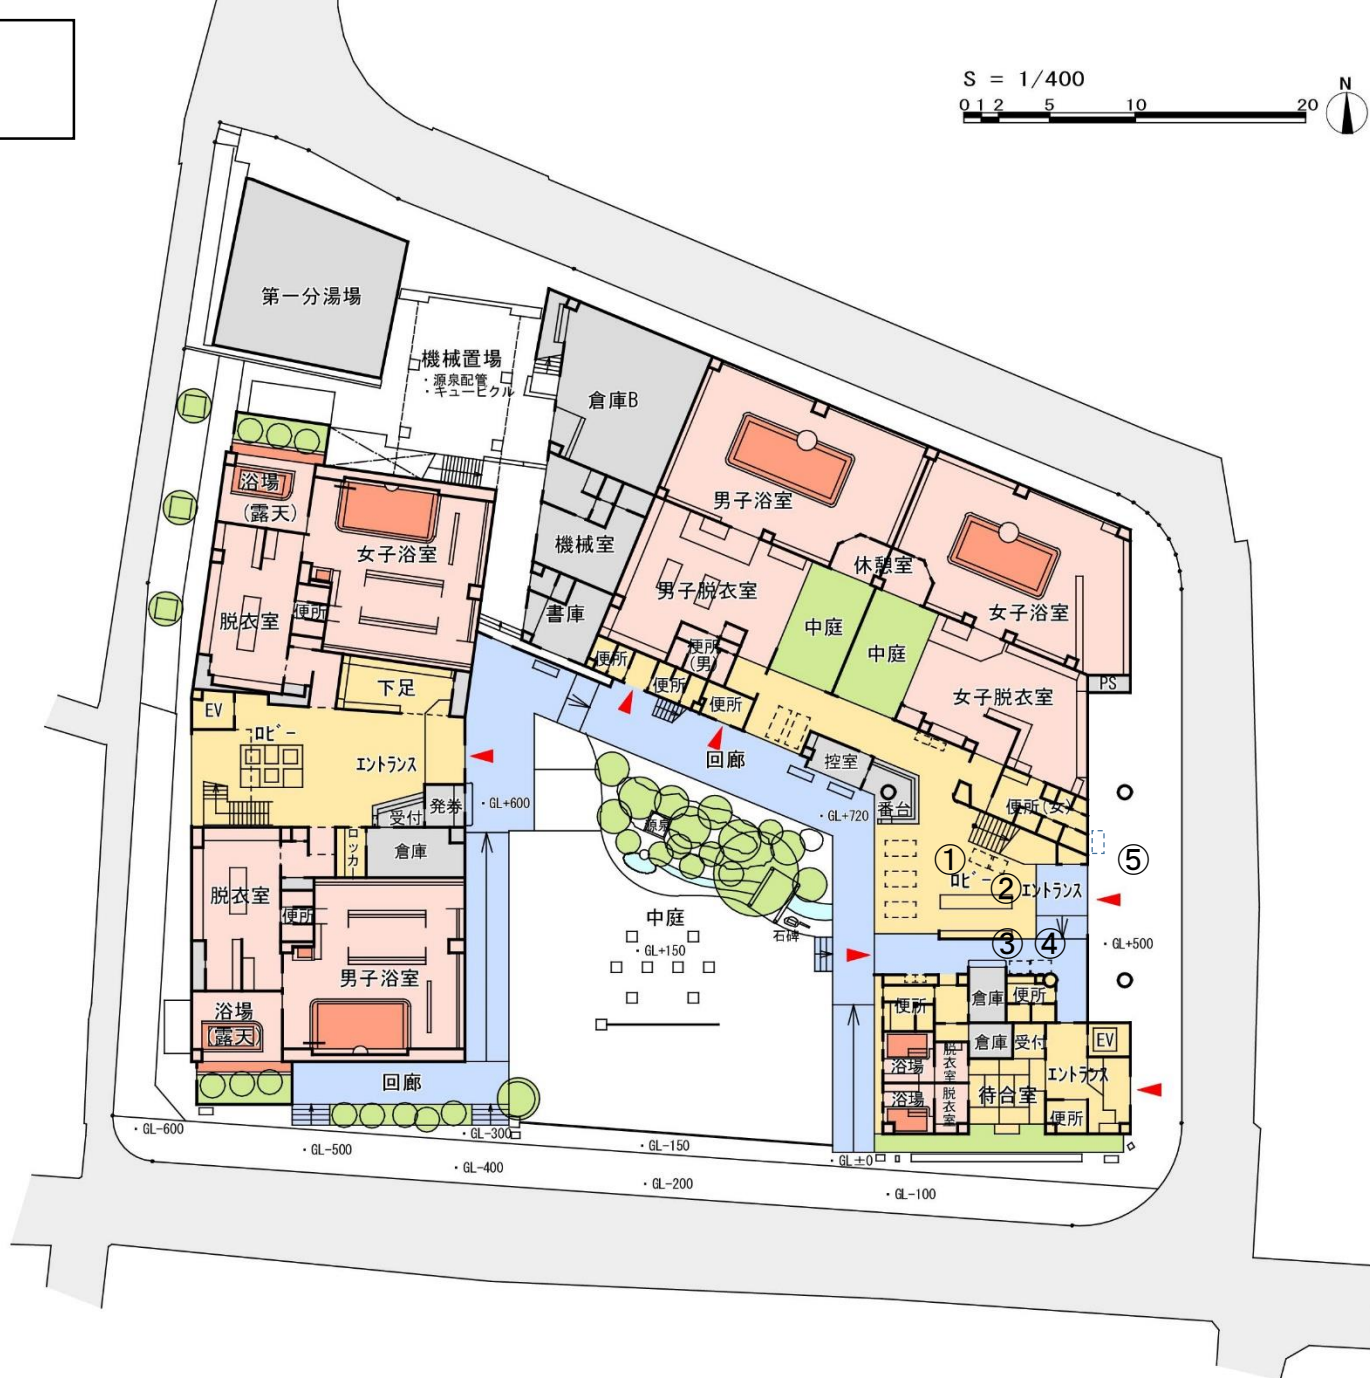 S = 1/400
0 1 2 5 10 20
N
第一分湯場
機械置場
・源泉配管
・キュービクル
倉庫B
男子浴室
浴場
(露天)
女子浴室
機械室
休憩室
男子脱衣室
女子浴室
脱衣室
便所
書庫
中庭
中庭
便所
便所
(男)
便所
便所
下足
女子脱衣室
PS
EV
ロビー
エントランス
回廊
控室
発券
受付
・GL+600
源泉
・GL+720
番台
便所(女)
ロッカー
倉庫
①
ロビー
②
エントランス
⑤
脱衣室
便所
中庭
・GL+150
石碑
③
④
・GL+500
男子浴室
浴場
(露天)
便所
倉庫
便所
倉庫
受付
EV
浴場
脱衣室
エントランス
回廊
浴場
脱衣室
待合室
便所
・GL-600
・GL-500
・GL-300
・GL-400
・GL-150
・GL-200
・GL±0
・GL-100